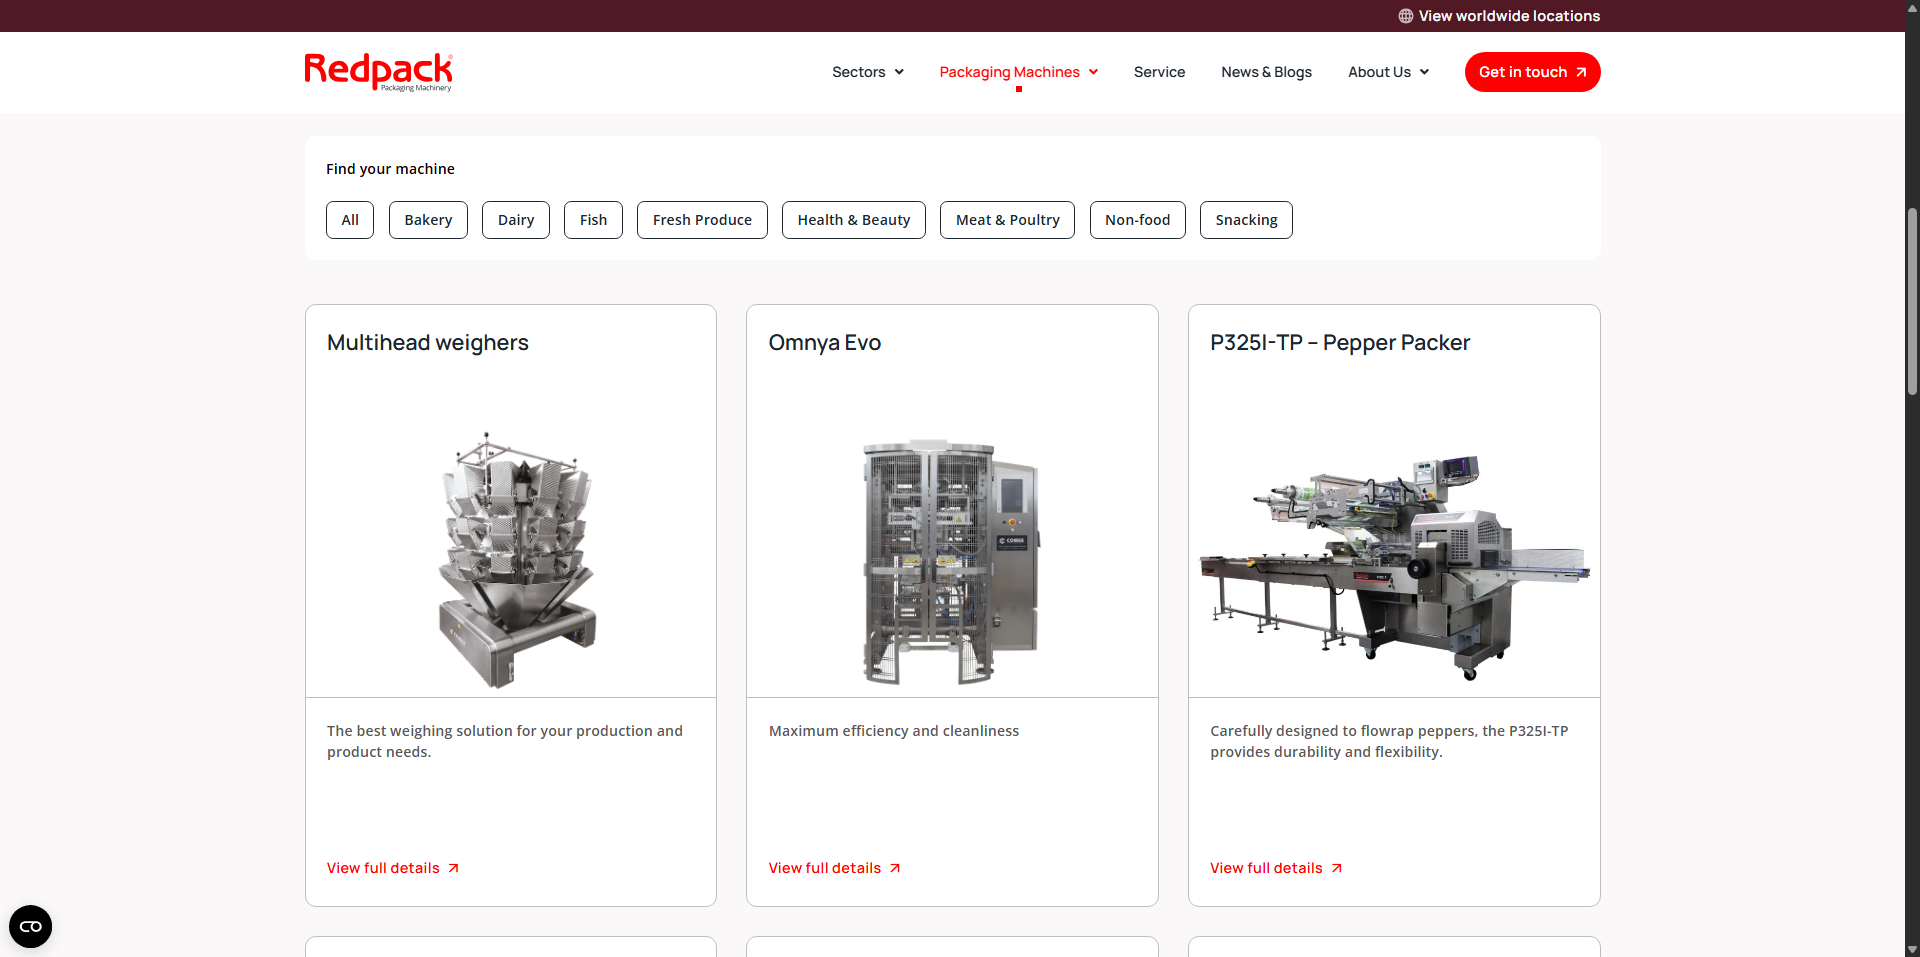 View worldwide locations
Redpack
Packaging Machinery
Sectors
Packaging Machines
Service
News & Blogs
About Us
Get in touch
Find your machine
All
Bakery
Dairy
Fish
Fresh Produce
Health & Beauty
Meat & Poultry
Non-food
Snacking
Multihead weighers
Omnya Evo
P325I-TP – Pepper Packer
The best weighing solution for your production and
product needs.
Maximum efficiency and cleanliness
Carefully designed to flowrap peppers, the P325I-TP
provides durability and flexibility.
View full details
View full details
View full details